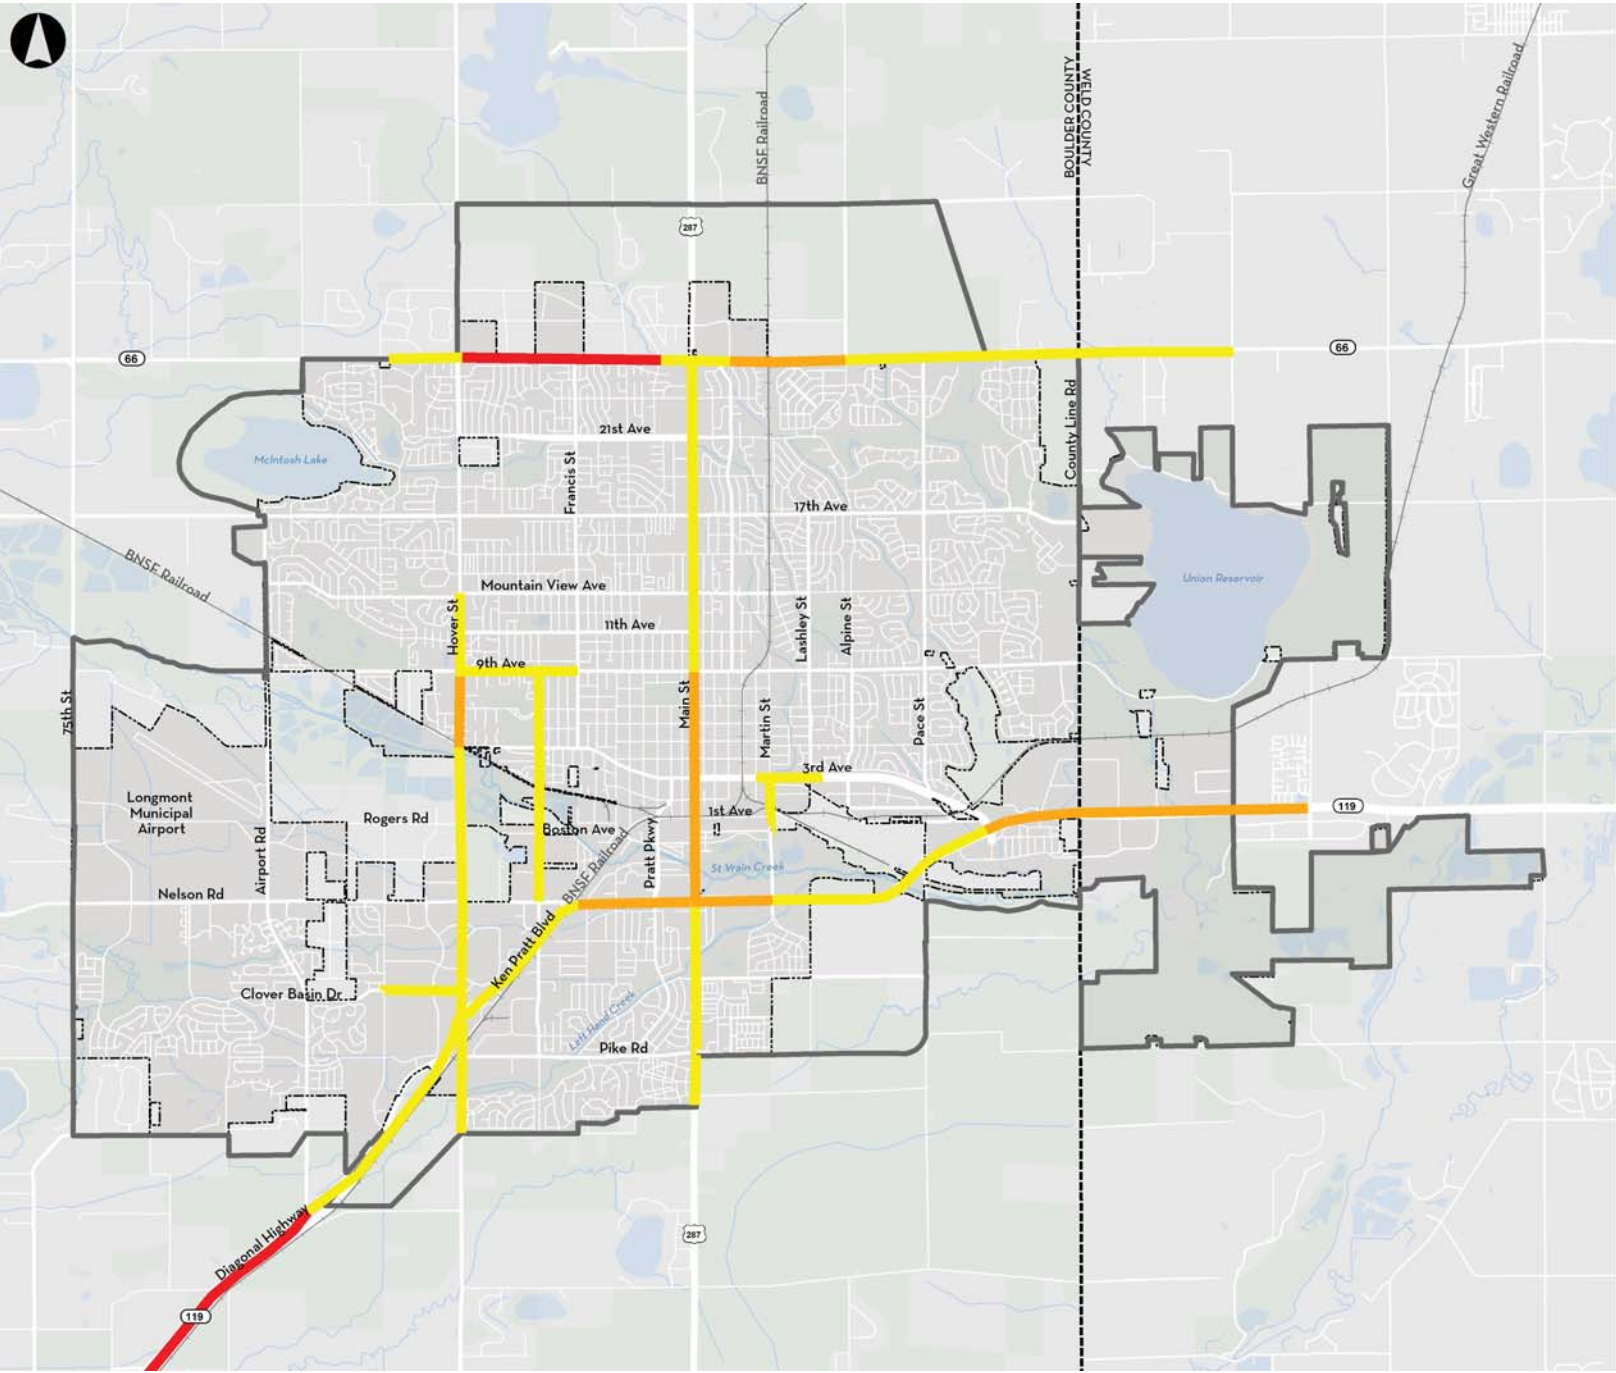 BOULDER COUNTY
WELD COUNTY
Great Western Railroad
BNSF Railroad
287
66
66
County Line Rd
21st Ave
McIntosh Lake
Francis St
17th Ave
BNSF Railroad
Union Reservoir
Mountain View Ave
Hover St
11th Ave
Lashley St
Alpine St
9th Ave
75th St
Main St
Martin St
Pace St
3rd Ave
Longmont
Municipal
Airport
119
Rogers Rd
1st Ave
Boston Ave
Airport Rd
Pratt Pkwy
BNSF Railroad
St Vrain Creek
Nelson Rd
Ken Pratt Blvd
Clover Basin Dr
Left Hand Creek
Pike Rd
Diagonal Highway
287
119